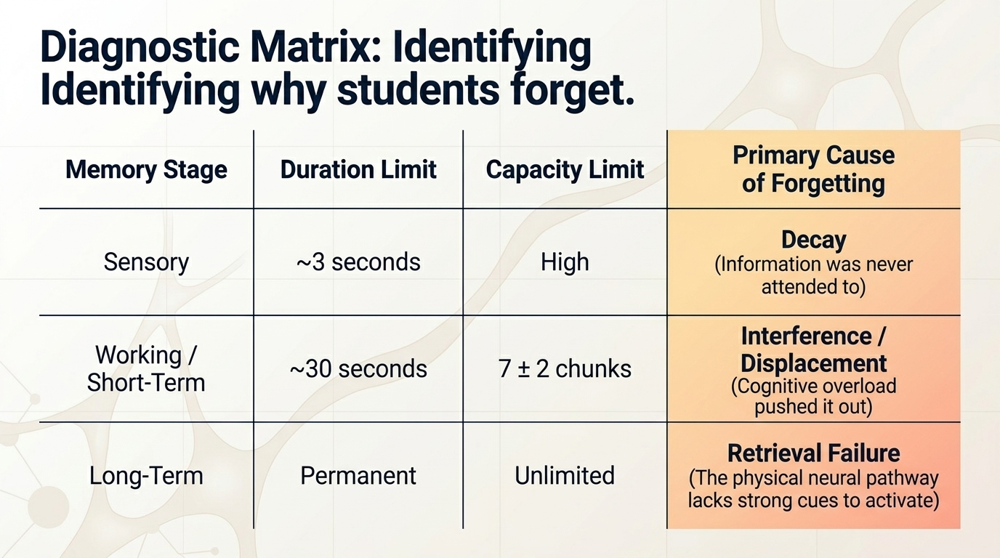 Diagnostic Matrix: Identifying
Identifying why students forget.
Memory Stage
Duration Limit
Capacity Limit
Primary Cause
of Forgetting
Sensory
~3 seconds
High
Decay
(Information was never
attended to)
Working /
Short-Term
~30 seconds
7 ± 2 chunks
Interference /
Displacement
(Cognitive overload
pushed it out)
Long-Term
Permanent
Unlimited
Retrieval Failure
(The physical neural pathway
lacks strong cues to activate)